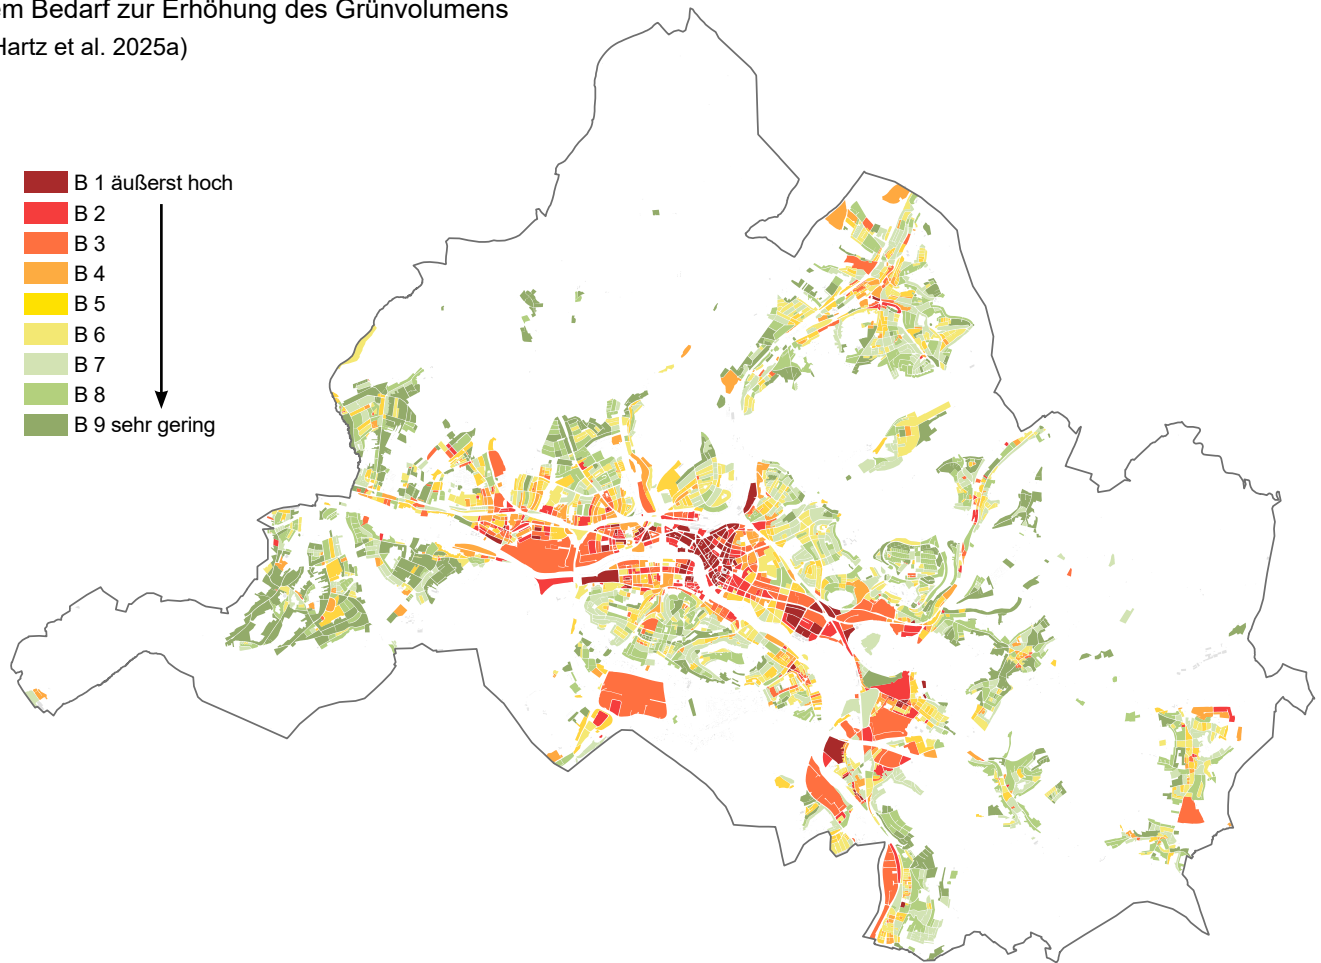 Bedarf zur Erhöhung des Grünvolumens
et al. 2025a)
B 1 äußerst hoch
B 2
B 3
B 4
B 5
B 6
B 7
B 8
B 9 sehr gering